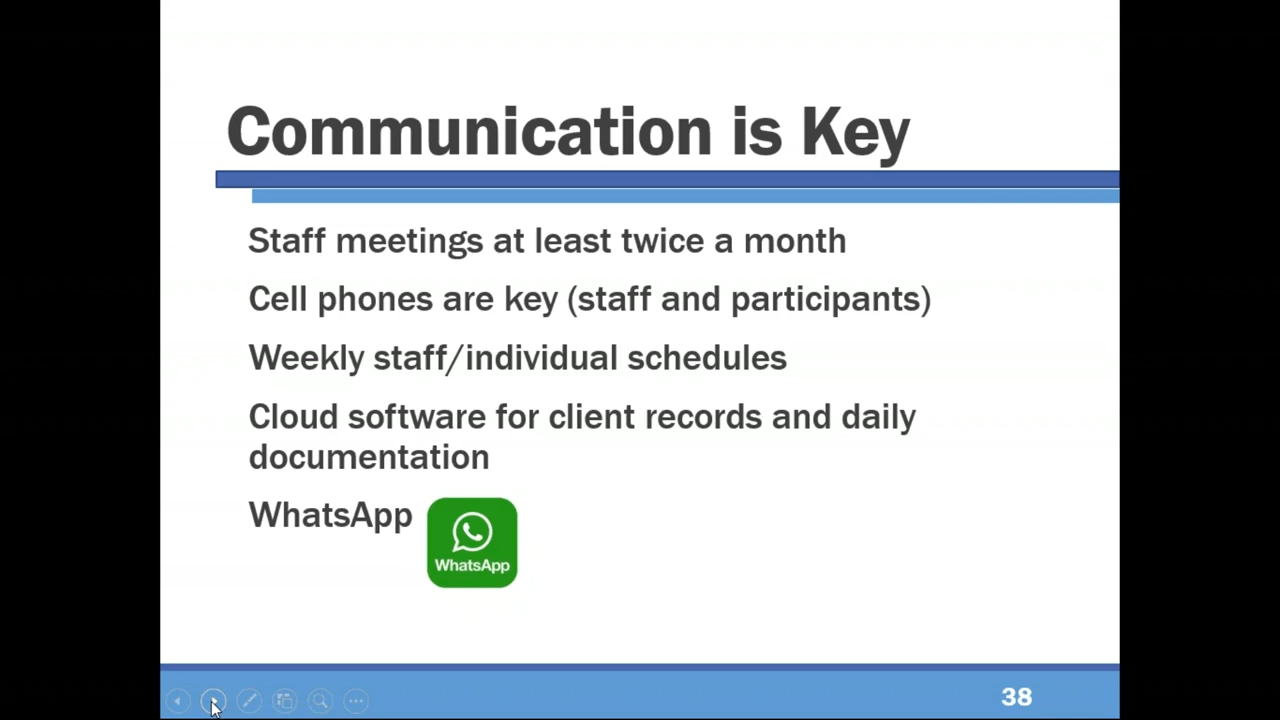 Communication is Key
Staff meetings at least twice a month
Cell phones are key (staff and participants)
Weekly staff/individual schedules
Cloud software for client records and daily
documentation
WhatsApp
WhatsApp
38